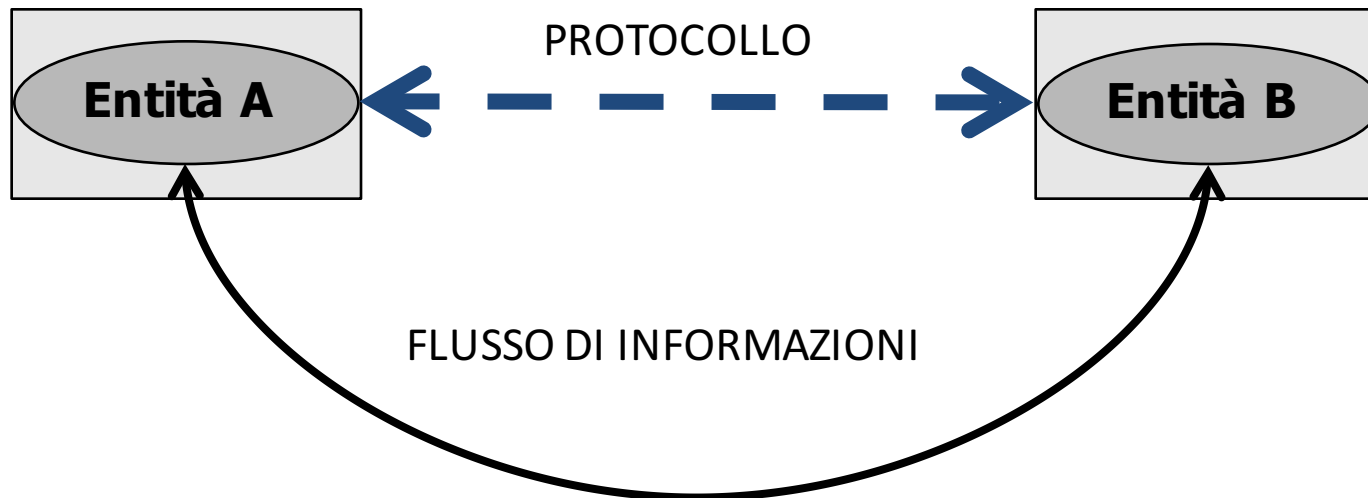 PROTOCOLLO
Entità A
Entità B
FLUSSO DI INFORMAZIONI